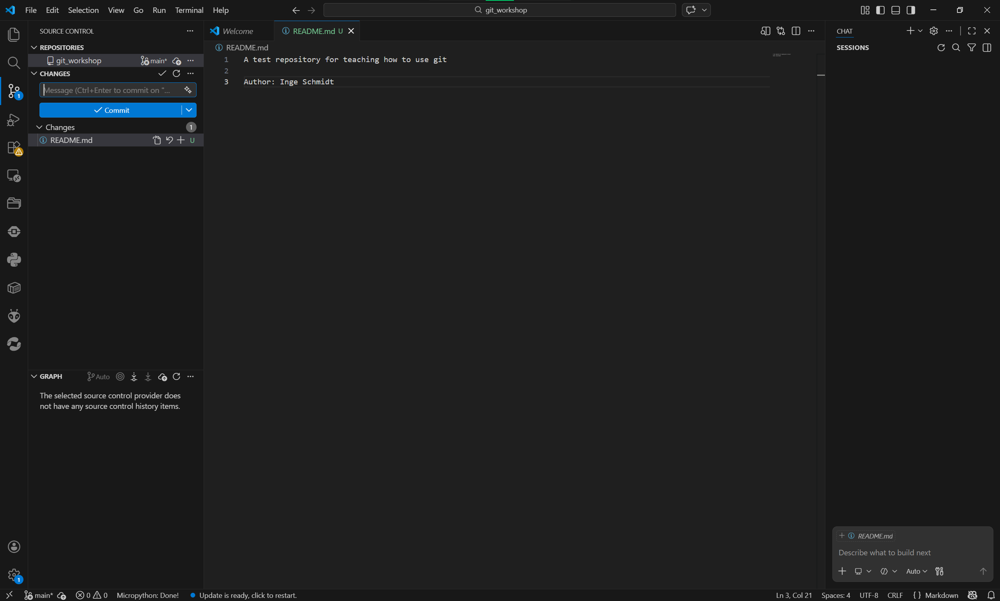 File Edit Selection View Go Run Terminal Help
git_workshop
SOURCE CONTROL
REPOSITORIES
git_workshop main*
CHANGES
Message (Ctrl+Enter to commit on "...
Commit
Changes 1
README.md U
GRAPH Auto
The selected source control provider does
not have any source control history items.
Welcome README.md U
README.md
1 A test repository for teaching how to use git
2
3 Author: Inge Schmidt
CHAT
SESSIONS
README.md
Describe what to build next
Auto
1
1
main* 0 0 Micropython: Done! Update is ready, click to restart.
Ln 3, Col 21 Spaces: 4 UTF-8 CRLF {} Markdown